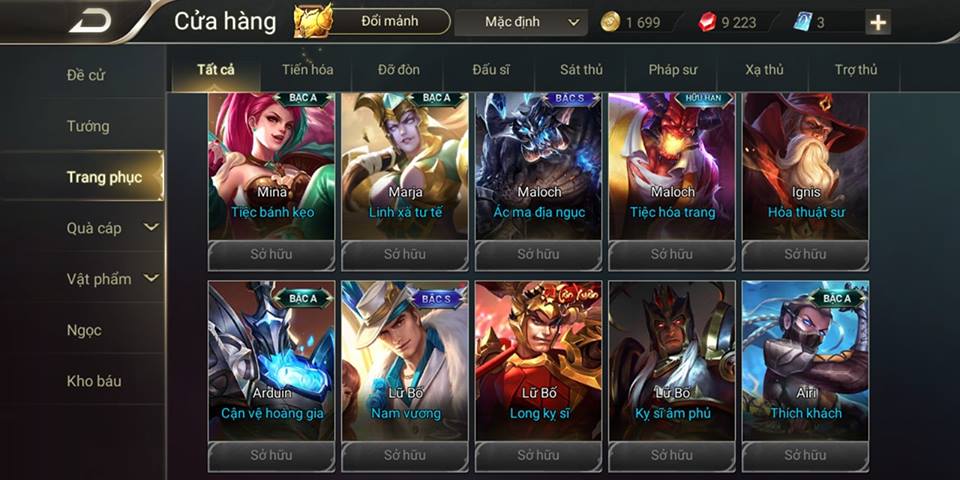 Cửa hàng
Đổi mảnh
Mặc định
1 699
9 223
3
Đề cử
Tướng
Trang phục
Quà cáp
Vật phẩm
Ngọc
Kho báu
Tất cả
Tiến hóa
Đỡ đòn
Đấu sĩ
Sát thủ
Pháp sư
Xạ thủ
Trợ thủ
BẬC A
Mina
Tiệc bánh kẹo
Sở hữu
BẬC A
Marja
Linh xà tư tế
Sở hữu
BẬC S
Maloch
Ác ma địa ngục
Sở hữu
HỮU HẠN
Maloch
Tiệc hóa trang
Sở hữu
Ignis
Hỏa thuật sư
Sở hữu
BẬC A
Arduin
Cận vệ hoàng gia
Sở hữu
BẬC S
Lữ Bố
Nam vương
Sở hữu
Lữ Bố
Long kỵ sĩ
Sở hữu
Lữ Bố
Kỵ sĩ âm phủ
Sở hữu
BẬC A
Airi
Thích khách
Sở hữu